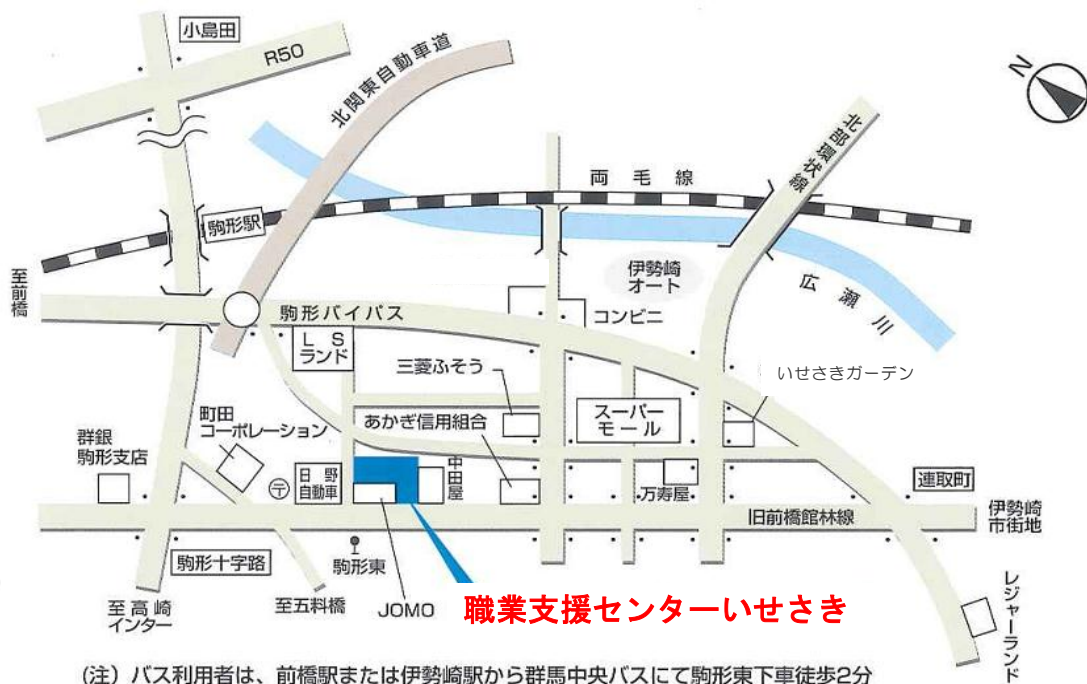 小島田
R50
北関東自動車道
N
北部環状線
両毛線
駒形駅
至前橋
伊勢崎
オート
広瀬川
駒形バイパス
コンビニ
LS
ランド
三菱ふそう
いせさきガーデン
町田
コーポレーション
あかぎ信用組合
スーパー
モール
群銀
駒形支店
日野
自動車
中田屋
万寿屋
連取町
〒
旧前橋館林線
伊勢崎
市街地
駒形十字路
駒形東
至高崎
インター
至五料橋
JOMO
職業支援センターいせさき
レジャーランド
(注) バス利用者は、前橋駅または伊勢崎駅から群馬中央バスにて駒形東下車徒歩2分